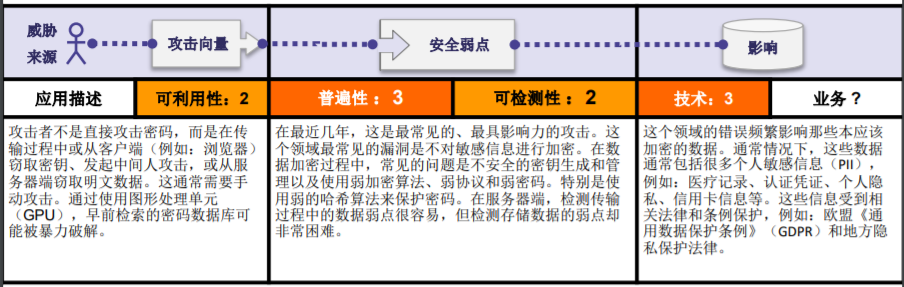 威胁
来源
攻击向量
安全弱点
影响
应用描述
可利用性：2
普遍性：3
可检测性：2
技术：3
业务？
攻击者不是直接攻击密码，而是在传
输过程中或从客户端（例如：浏览器）
窃取密钥、发起中间人攻击，或从服
务器端窃取明文数据。这通常需要手
动攻击。通过使用图形处理单元
（GPU），早前检索的密码数据库可
能被暴力破解。
在最近几年，这是最常见的、最具影响力的攻击。这
个领域最常见的漏洞是不对敏感信息进行加密。在数
据加密过程中，常见的问题是不安全的密钥生成和
管理以及使用弱加密算法、弱协议和弱密码。特别是使
用弱的哈希算法来保护密码。在服务器端，检测传输
过程中的数据弱点很容易，但检测存储数据的弱点却
非常困难。
这个领域的错误频繁影响那些本应该
加密的数据。通常情况下，这些数据
通常包括很多个人敏感信息（PII），
例如：医疗记录、认证凭证、个人隐
私、信用卡信息等。这些信息受到相
关法律和条例保护，例如：欧盟《通
用数据保护条例》（GDPR）和地方隐
私保护法律。